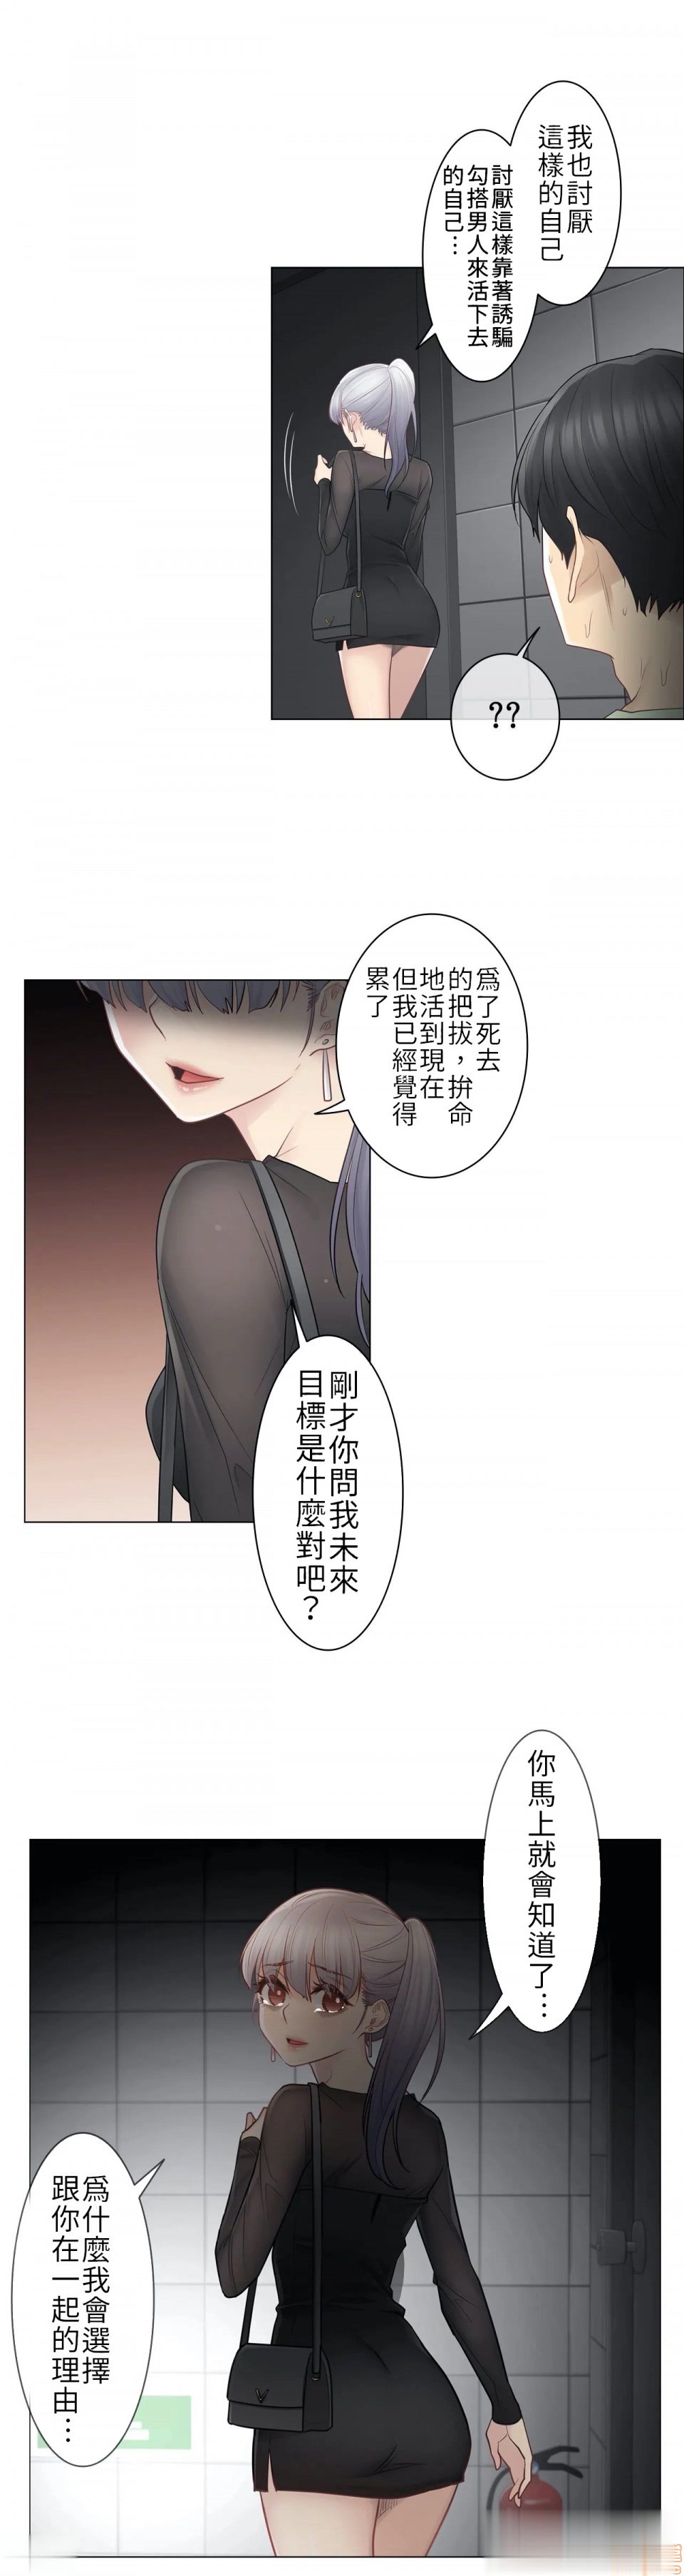 我也討厭
這樣的自己
討厭這樣靠著誘騙
勾搭男人來活下去
的自己…
??
爲了死去
的把拔，拚命
地活到現在
但我已經覺得
累了
剛才你問我未來
目標是什麼對吧？
你馬上就會知道了…
爲什麼我會選擇
跟你在一起的理由…